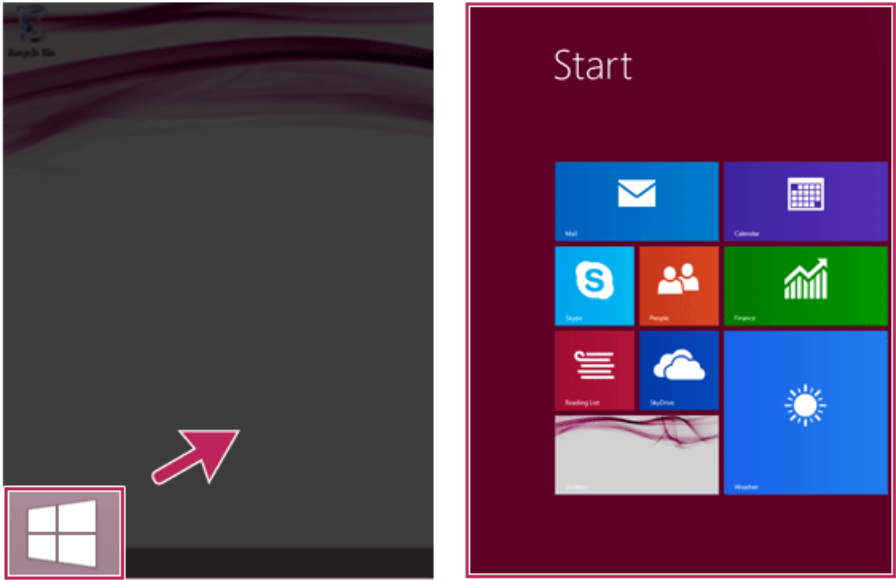 Recycle Bin
Start
Mail
Calendar
Skype
People
Finance
Reading List
SkyDrive
Desktop
Weather